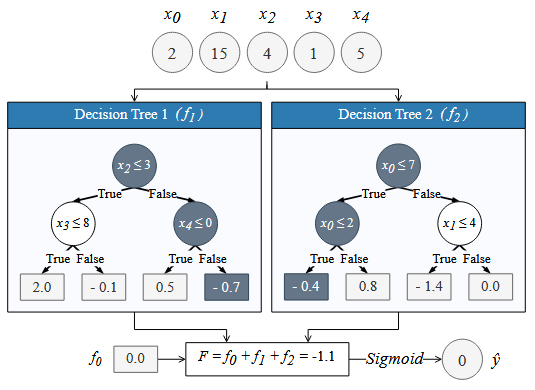 x0 x1 x2 x3 x4
2 15 4 1 5
Decision Tree 1 (f1) Decision Tree 2 (f2)
x2 ≤ 3 x0 ≤ 7
True False True False
x3 ≤ 8 x4 ≤ 0 x0 ≤ 2 x1 ≤ 4
True False True False True False True False
2.0 - 0.1 0.5 - 0.7 - 0.4 0.8 - 1.4 0.0
f0 0.0 F = f0 + f1 + f2 = -1.1 Sigmoid 0 ŷ